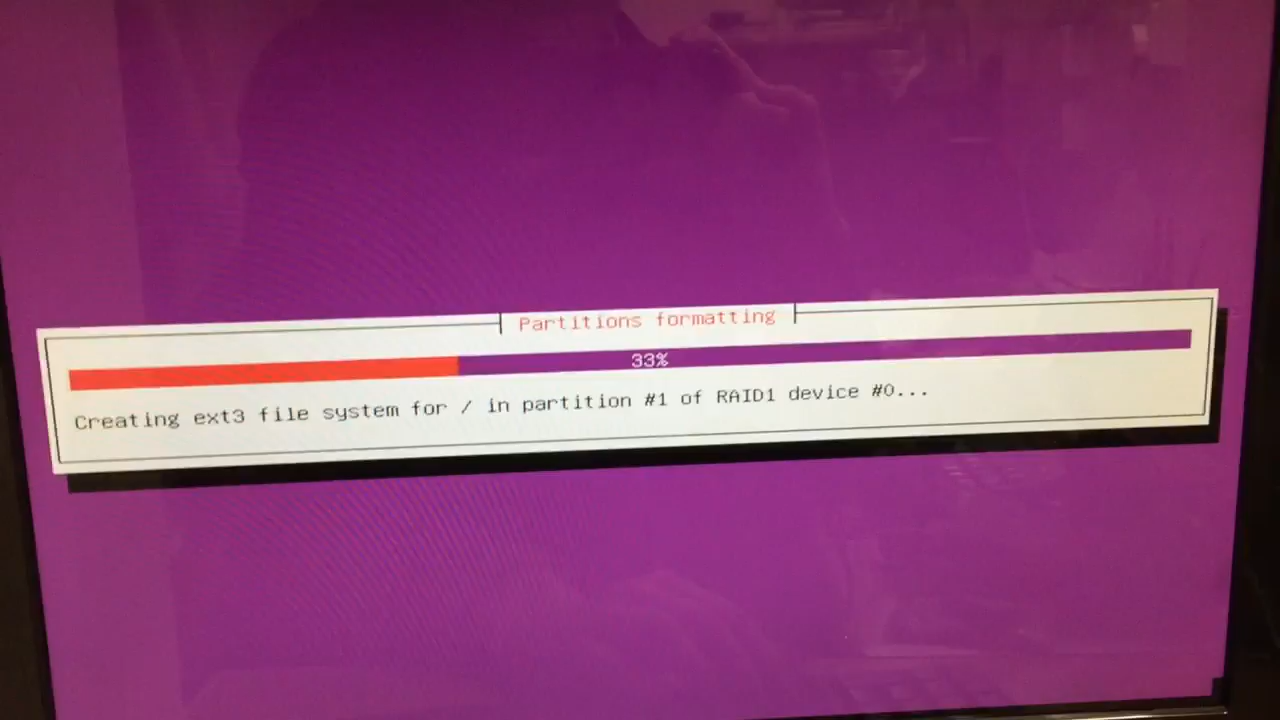 Partitions formatting
33%
Creating ext3 file system for / in partition #1 of RAID1 device #0...